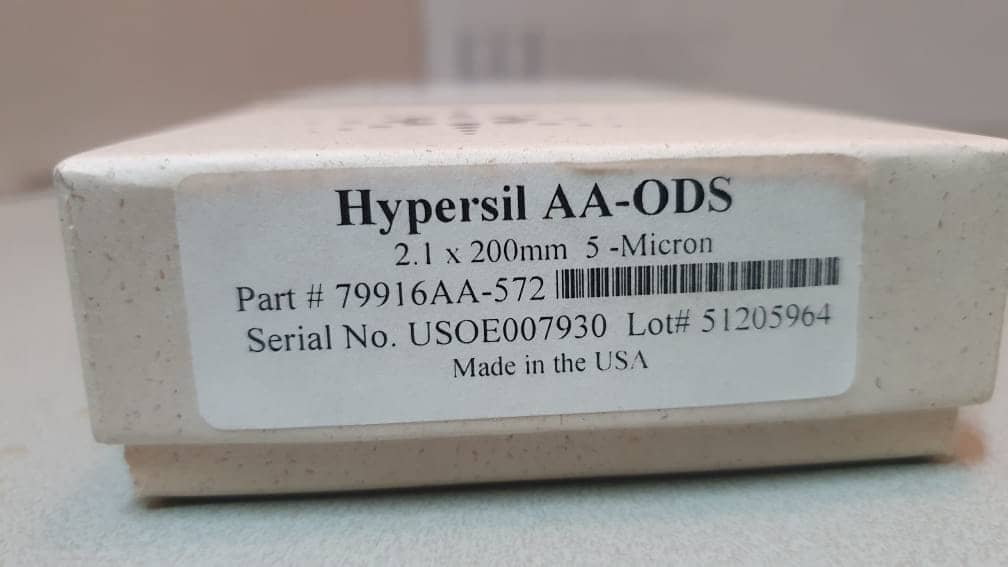 Hypersil AA-ODS
2.1 x 200mm 5 -Micron
Part # 79916AA-572
Serial No. USOE007930 Lot# 51205964
Made in the USA